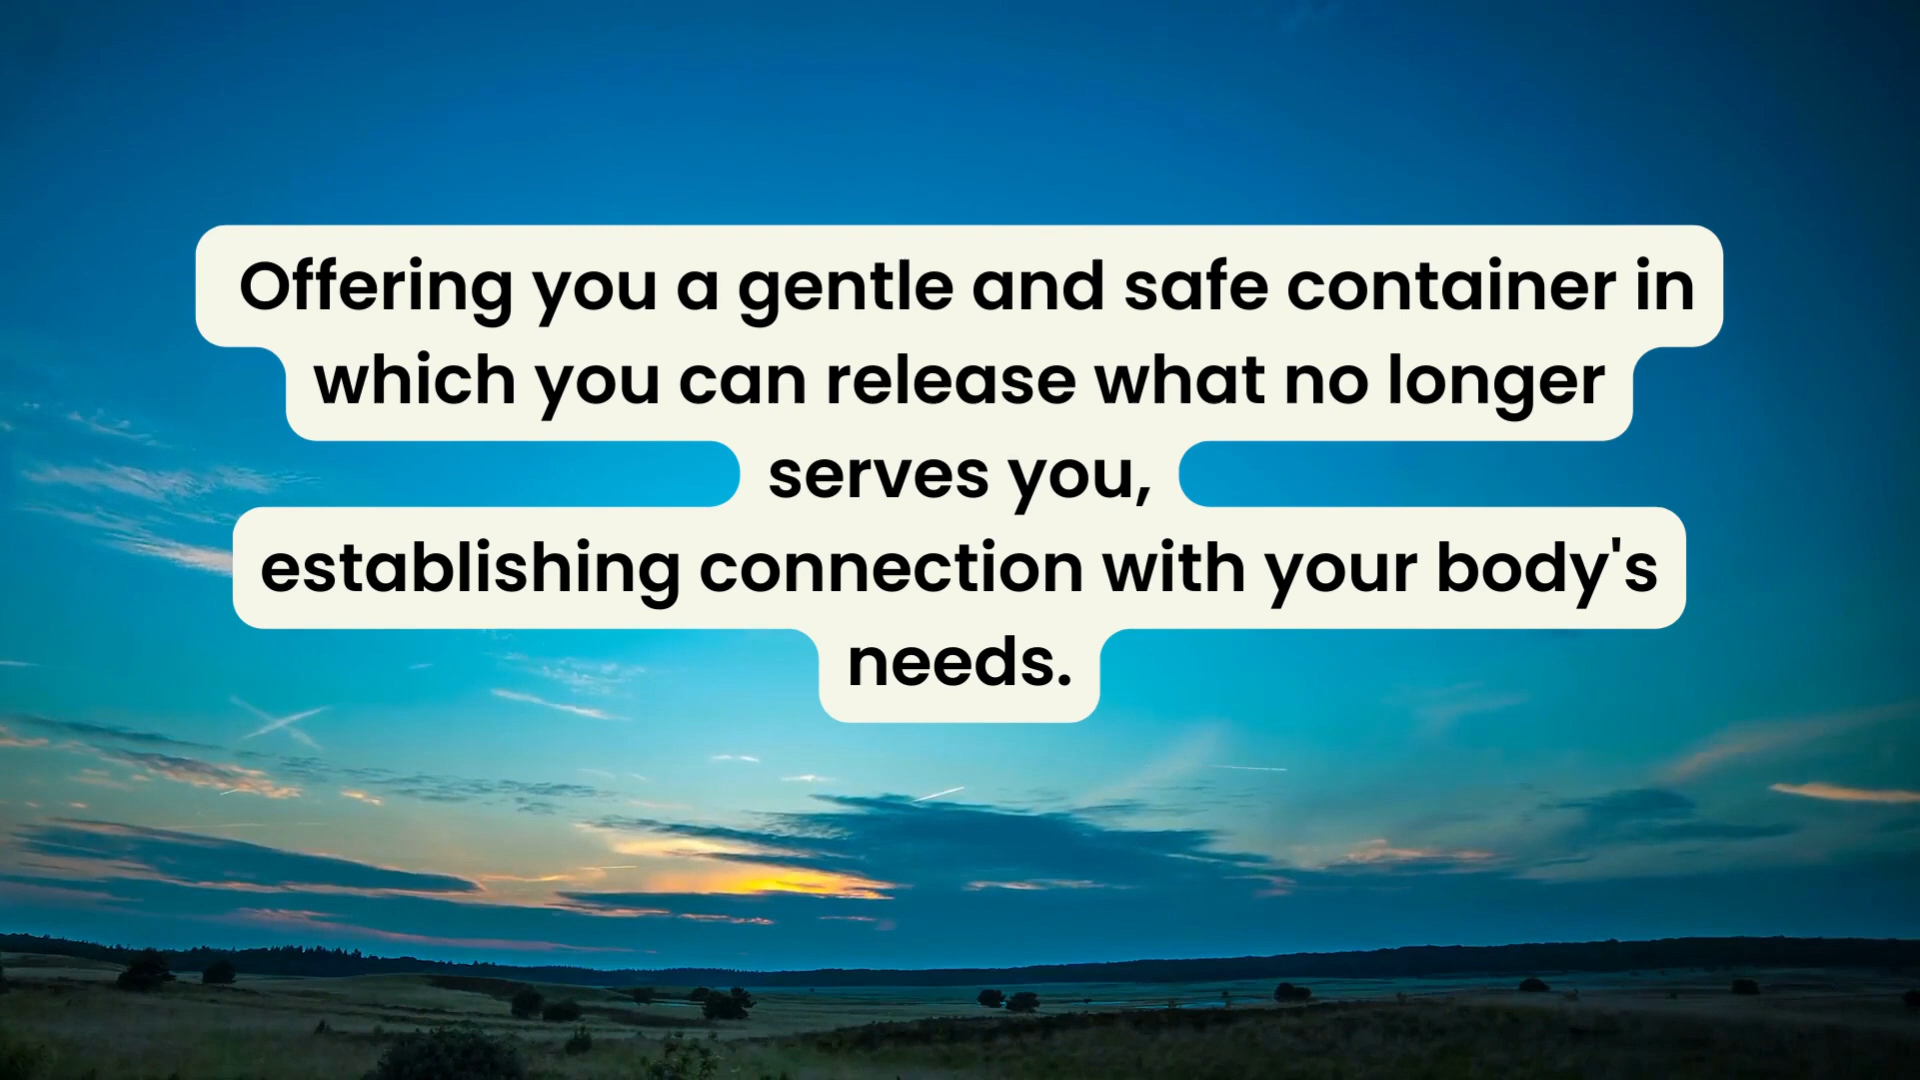 Offering you a gentle and safe container in
which you can release what no longer
serves you,
establishing connection with your body's
needs.